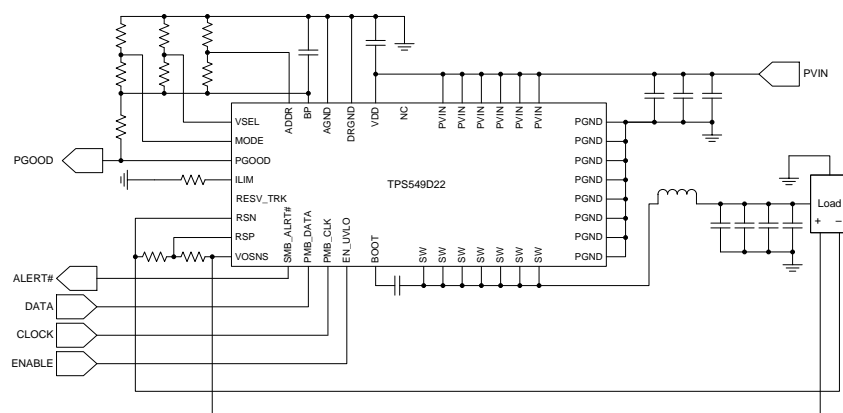 PVIN
ADDR
BP
AGND
DRGND
VDD
NC
PVIN
PVIN
PVIN
PVIN
PVIN
PVIN
VSEL
MODE
PGOOD
PGOOD
ILIM
RESV_TRK
RSN
RSP
VOSNS
TPS549D22
PGND
PGND
PGND
PGND
PGND
PGND
PGND
PGND
SMB_ALRT#
PMB_DATA
PMB_CLK
EN_UVLO
BOOT
SW
SW
SW
SW
SW
SW
SW
Load
+ −
ALERT#
DATA
CLOCK
ENABLE